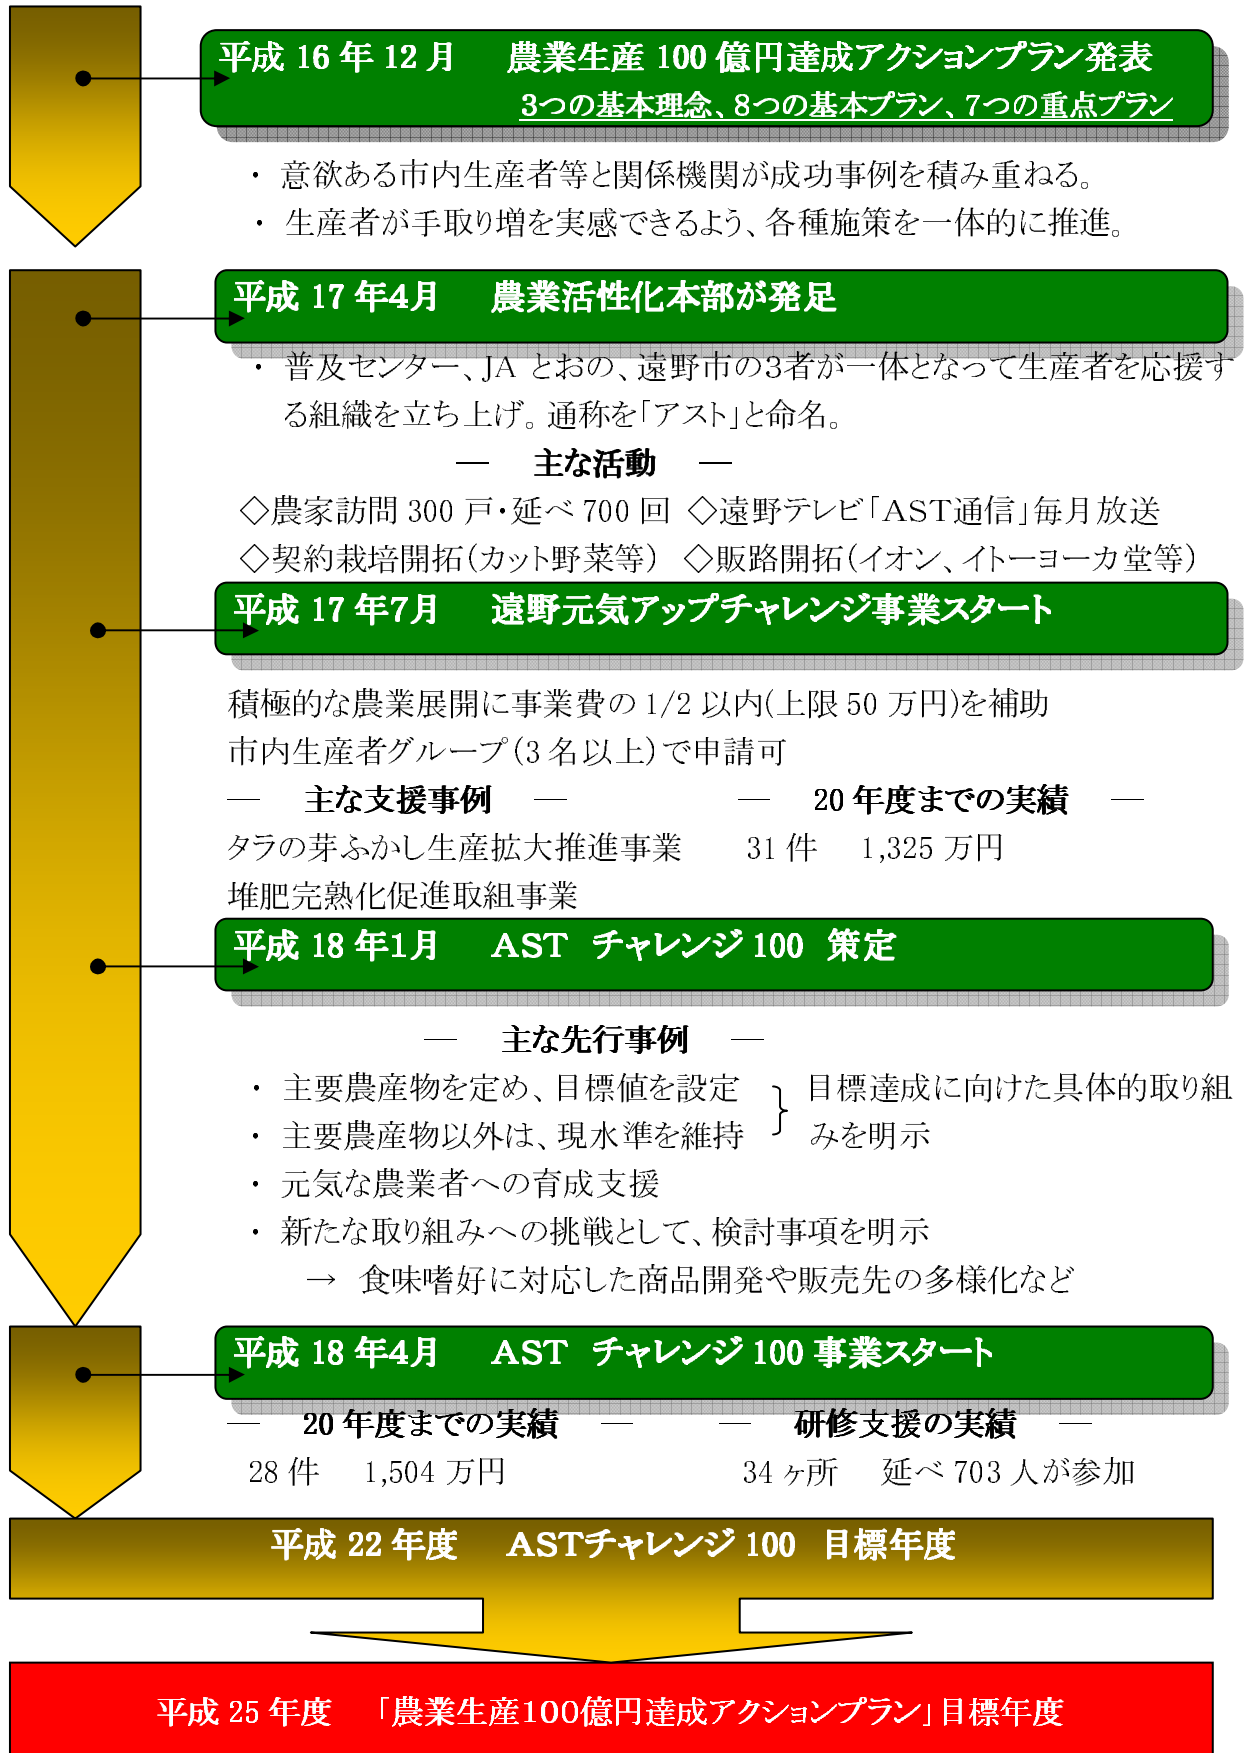 平成 16 年 12 月　農業生産 100 億円達成アクションプラン発表
3つの基本理念、8つの基本プラン、7つの重点プラン
・ 意欲ある市内生産者等と関係機関が成功事例を積み重ねる。
・ 生産者が手取り増を実感できるよう、各種施策を一体的に推進。
平成 17 年4月　農業活性化本部が発足
・ 普及センター、JA とおの、遠野市の3者が一体となって生産者を応援す
る組織を立ち上げ。通称を「アスト」と命名。
―　主な活動　―
◇農家訪問 300 戸・延べ 700 回 ◇遠野テレビ「AST通信」毎月放送
◇契約栽培開拓(カット野菜等) ◇販路開拓(イオン、イトーヨーカ堂等)
平成 17 年7月　遠野元気アップチャレンジ事業スタート
積極的な農業展開に事業費の 1/2 以内(上限 50 万円)を補助
市内生産者グループ(3 名以上)で申請可
―　主な支援事例　―　　―　20 年度までの実績　―
タラの芽ふかし生産拡大推進事業　31 件　1,325 万円
堆肥完熟化促進取組事業
平成 18 年1月　AST チャレンジ 100 策定
―　主な先行事例　―
・ 主要農産物を定め、目標値を設定 } 目標達成に向けた具体的取り組
・ 主要農産物以外は、現水準を維持　みを明示
・ 元気な農業者への育成支援
・ 新たな取り組みへの挑戦として、検討事項を明示
→ 食味嗜好に対応した商品開発や販売先の多様化など
平成 18 年4月　AST チャレンジ 100 事業スタート
―　20 年度までの実績　―　　―　研修支援の実績　―
28 件　1,504 万円　　34 ヶ所　延べ 703 人が参加
平成 22 年度　ASTチャレンジ 100 目標年度
平成 25 年度　「農業生産100億円達成アクションプラン」目標年度